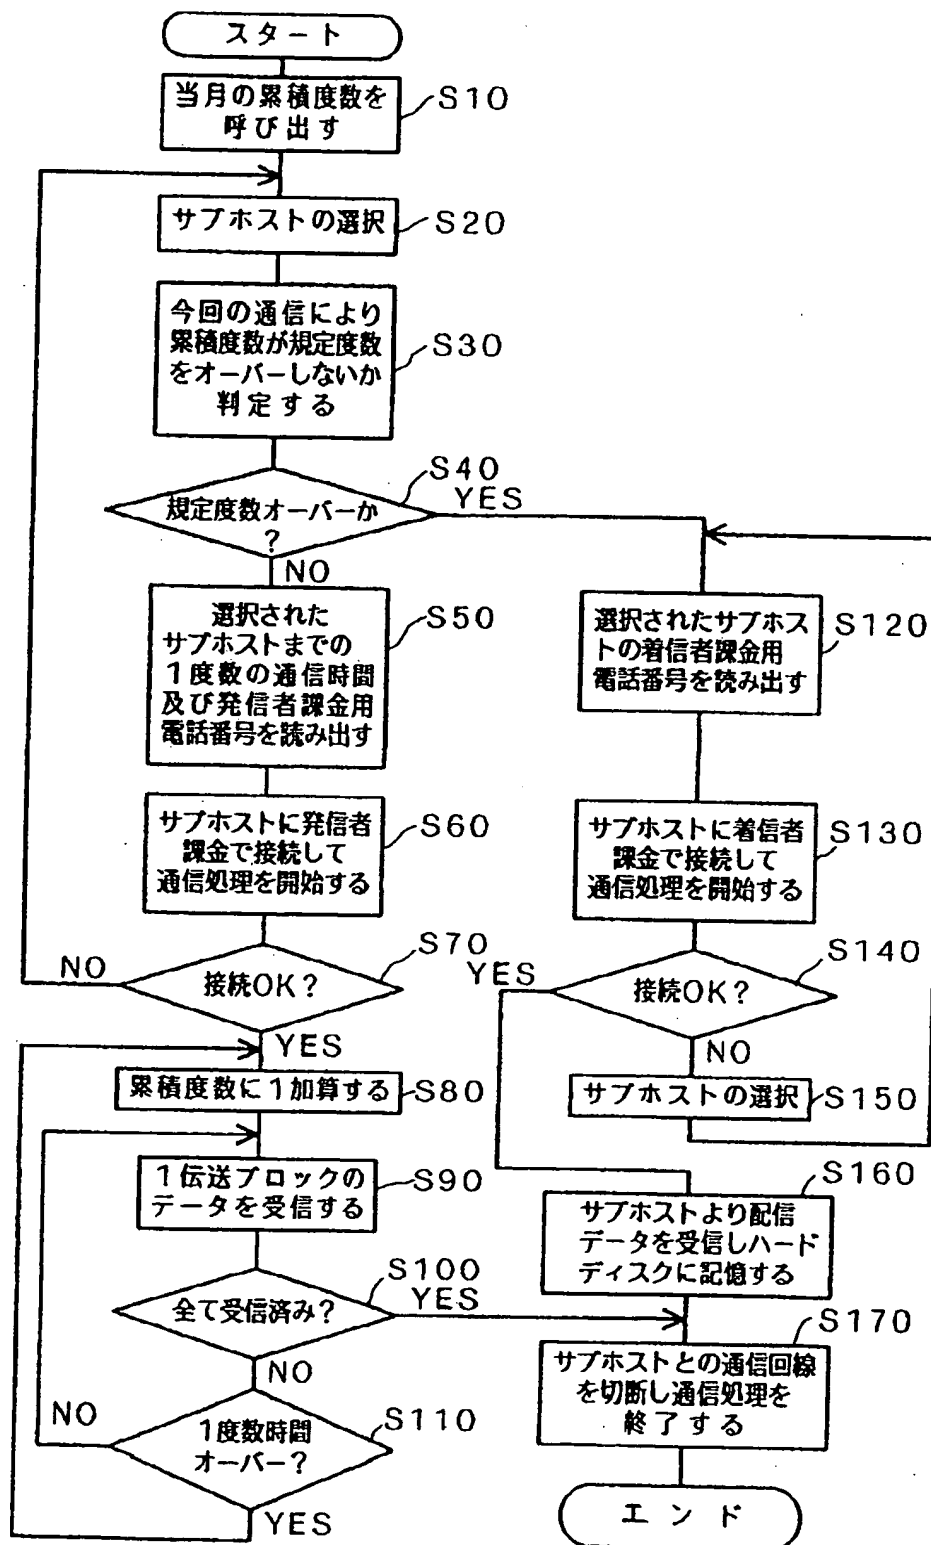 スタート
当月の累積度数を
呼び出す
S10
サブホストの選択
S20
今回の通信により
累積度数が規定度数
をオーバーしないか
判定する
S30
S40
規定度数オーバーか
?
YES
NO
選択された
サブホストまでの
1度数の通信時間
及び発信者課金用
電話番号を読み出す
S50
サブホストに発信者
課金で接続して
通信処理を開始する
S60
S70
接続OK?
NO
YES
累積度数に1加算する
S80
1伝送ブロックの
データを受信する
S90
S100
全て受信済み?
YES
NO
S110
1度数時間
オーバー?
NO
YES
選択されたサブホス
トの着信者課金用
電話番号を読み出す
S120
サブホストに着信者
課金で接続して
通信処理を開始する
S130
S140
接続OK?
YES
NO
サブホストの選択
S150
S160
サブホストより配信
データを受信しハード
ディスクに記憶する
S170
サブホストとの通信回線
を切断し通信処理を
終了する
エンド